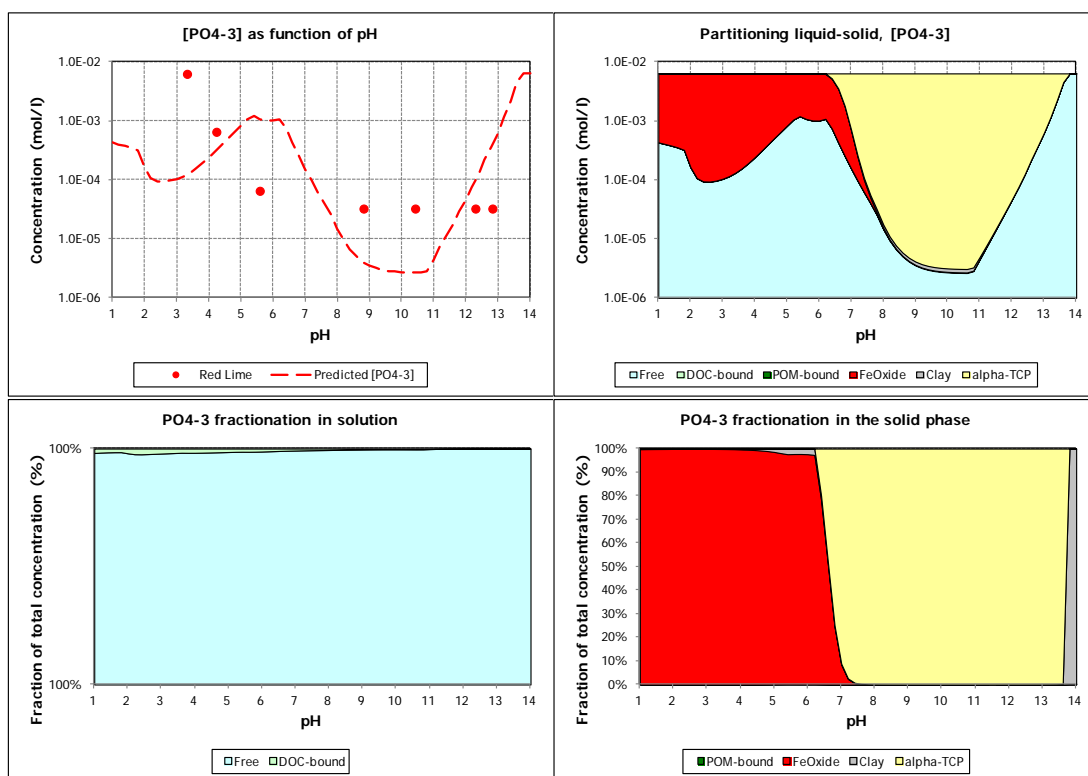 [PO4-3] as function of pH
Concentration (mol/l)
1.0E-02
1.0E-03
1.0E-04
1.0E-05
1.0E-06
1 2 3 4 5 6 7 8 9 10 11 12 13 14
pH
Red Lime Predicted [PO4-3]
Partitioning liquid-solid, [PO4-3]
Concentration (mol/l)
1.0E-02
1.0E-03
1.0E-04
1.0E-05
1.0E-06
1 2 3 4 5 6 7 8 9 10 11 12 13 14
pH
Free DOC-bound POM-bound FeOxide Clay alpha-TCP
PO4-3 fractionation in solution
Fraction of total concentration (%)
100%
100%
1 2 3 4 5 6 7 8 9 10 11 12 13 14
pH
Free DOC-bound
PO4-3 fractionation in the solid phase
Fraction of total concentration (%)
100%
90%
80%
70%
60%
50%
40%
30%
20%
10%
0%
1 2 3 4 5 6 7 8 9 10 11 12 13 14
pH
POM-bound FeOxide Clay alpha-TCP